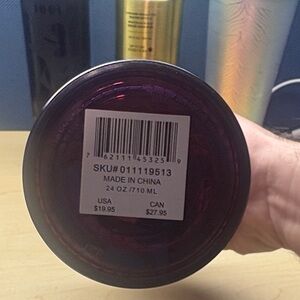 7 62111 45325 9
SKU# 011119513
MADE IN CHINA
24 OZ /710 ML
USA CAN
$19.95 $27.95